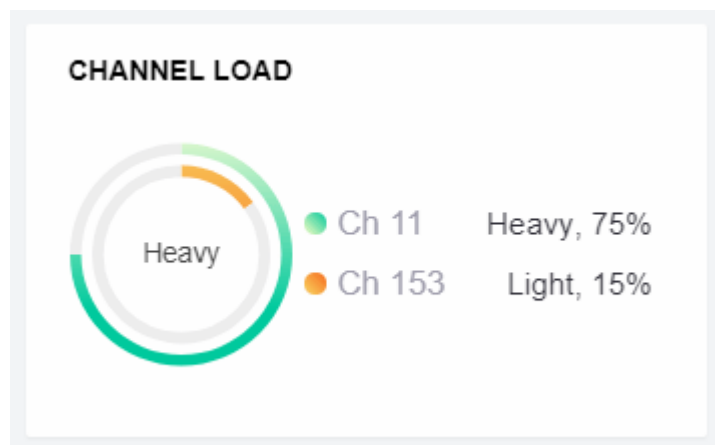 CHANNEL LOAD
Heavy
Ch 11 Heavy, 75%
Ch 153 Light, 15%